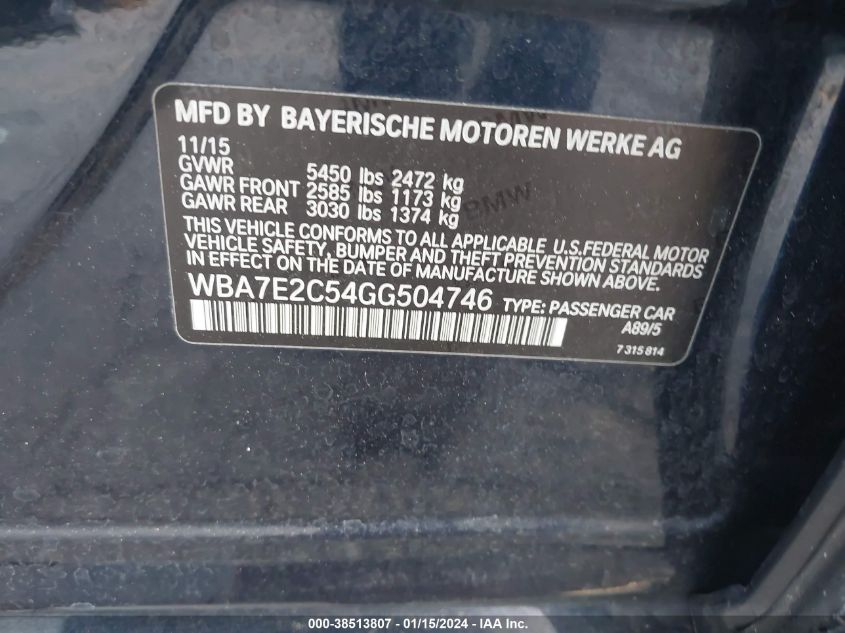 MFD BY BAYERISCHE MOTOREN WERKE AG
11/15
GVWR 5450 lbs 2472 kg
GAWR FRONT 2585 lbs 1173 kg
GAWR REAR 3030 lbs 1374 kg
THIS VEHICLE CONFORMS TO ALL APPLICABLE U.S.FEDERAL MOTOR
VEHICLE SAFETY, BUMPER AND THEFT PREVENTION STANDARDS
IN EFFECT ON THE DATE OF MANUFACTURE SHOWN ABOVE.
WBA7E2C54GG504746 TYPE: PASSENGER CAR
A89/5
7 315 814
BMW
000-38513807 - 01/15/2024 - IAA Inc.